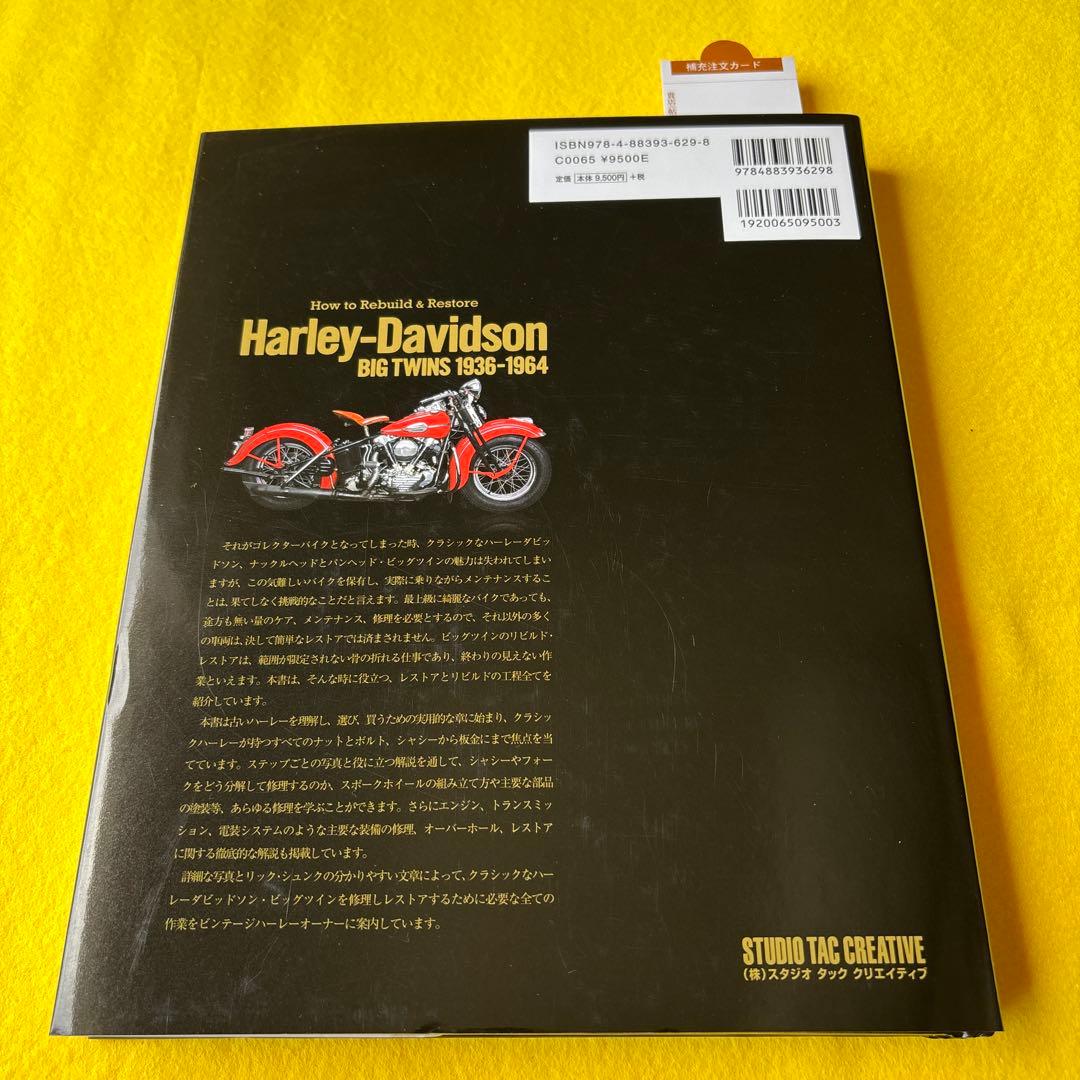 補充注文カード
ISBN978-4-88393-629-8
C0065 ¥9500E
定価 本体 9,500円 +税
9784883936298
1920065095003
How to Rebuild & Restore
Harley-Davidson
BIG TWINS 1936-1964
それがコレクターバイクとなってしまった時、クラシックなハーレーダビッ
ドソン、ナックルヘッドとパンヘッド・ビッグツインの魅力は失われてしまい
ますが、この気難しいバイクを保有し、実際に乗りながらメンテナンスするこ
とは、果てしなく挑戦的なことだと言えます。最上級に綺麗なバイクであっても、
途方も無い量のケア、メンテナンス、修理を必要とするので、それ以外の多く
の車両は、決して簡単なレストアでは済まされません。ビッグツインのリビルド・
レストアは、範囲が限定されない骨の折れる仕事であり、終わりの見えない作
業といえます。本書は、そんな時に役立つ、レストアとリビルドの工程全てを
紹介しています。
本書は古いハーレーを理解し、選び、買うための実用的な章に始まり、クラシッ
クハーレーが持つすべてのナットとボルト、シャシーから板金にまで焦点を当
てています。ステップごとの写真と役に立つ解説を通して、シャシーやフォー
クをどう分解して修理するのか、スポークホイールの組み立て方や主要な部品
の塗装等、あらゆる修理を学ぶことができます。さらにエンジン、トランスミッ
ション、電装システムのような主要な装備の修理、オーバーホール、レストア
に関する徹底的な解説も掲載しています。
詳細な写真とリック・シュンクの分かりやすい文章によって、クラシックなハー
レーダビッドソン・ビッグツインを修理しレストアするために必要な全ての
作業をビンテージハーレーオーナーに案内しています。
STUDIO TAC CREATIVE
(株)スタジオ タック クリエイティブ